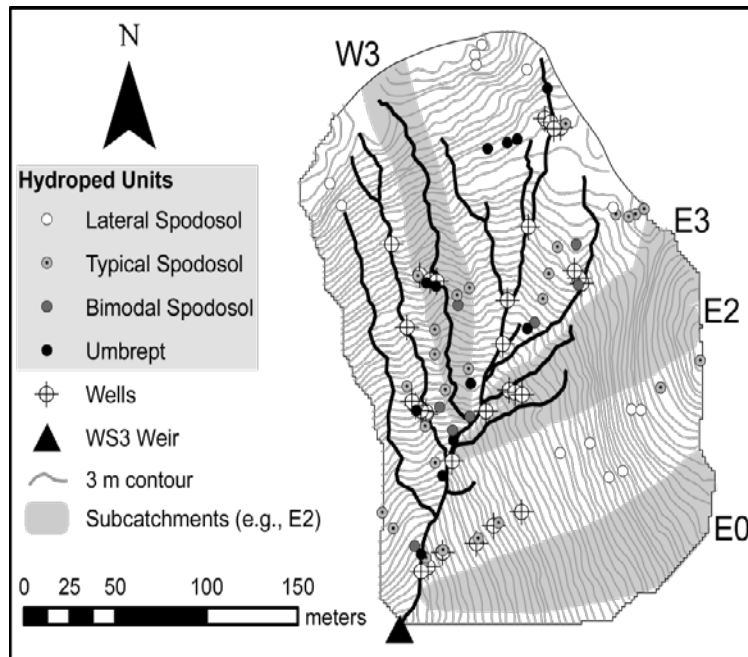 N
W3
Hydroped Units
Lateral Spodosol
Typical Spodosol
Bimodal Spodosol
Umbrept
Wells
WS3 Weir
3 m contour
Subcatchments (e.g., E2)
E3
E2
E0
0 25 50 100 150
meters